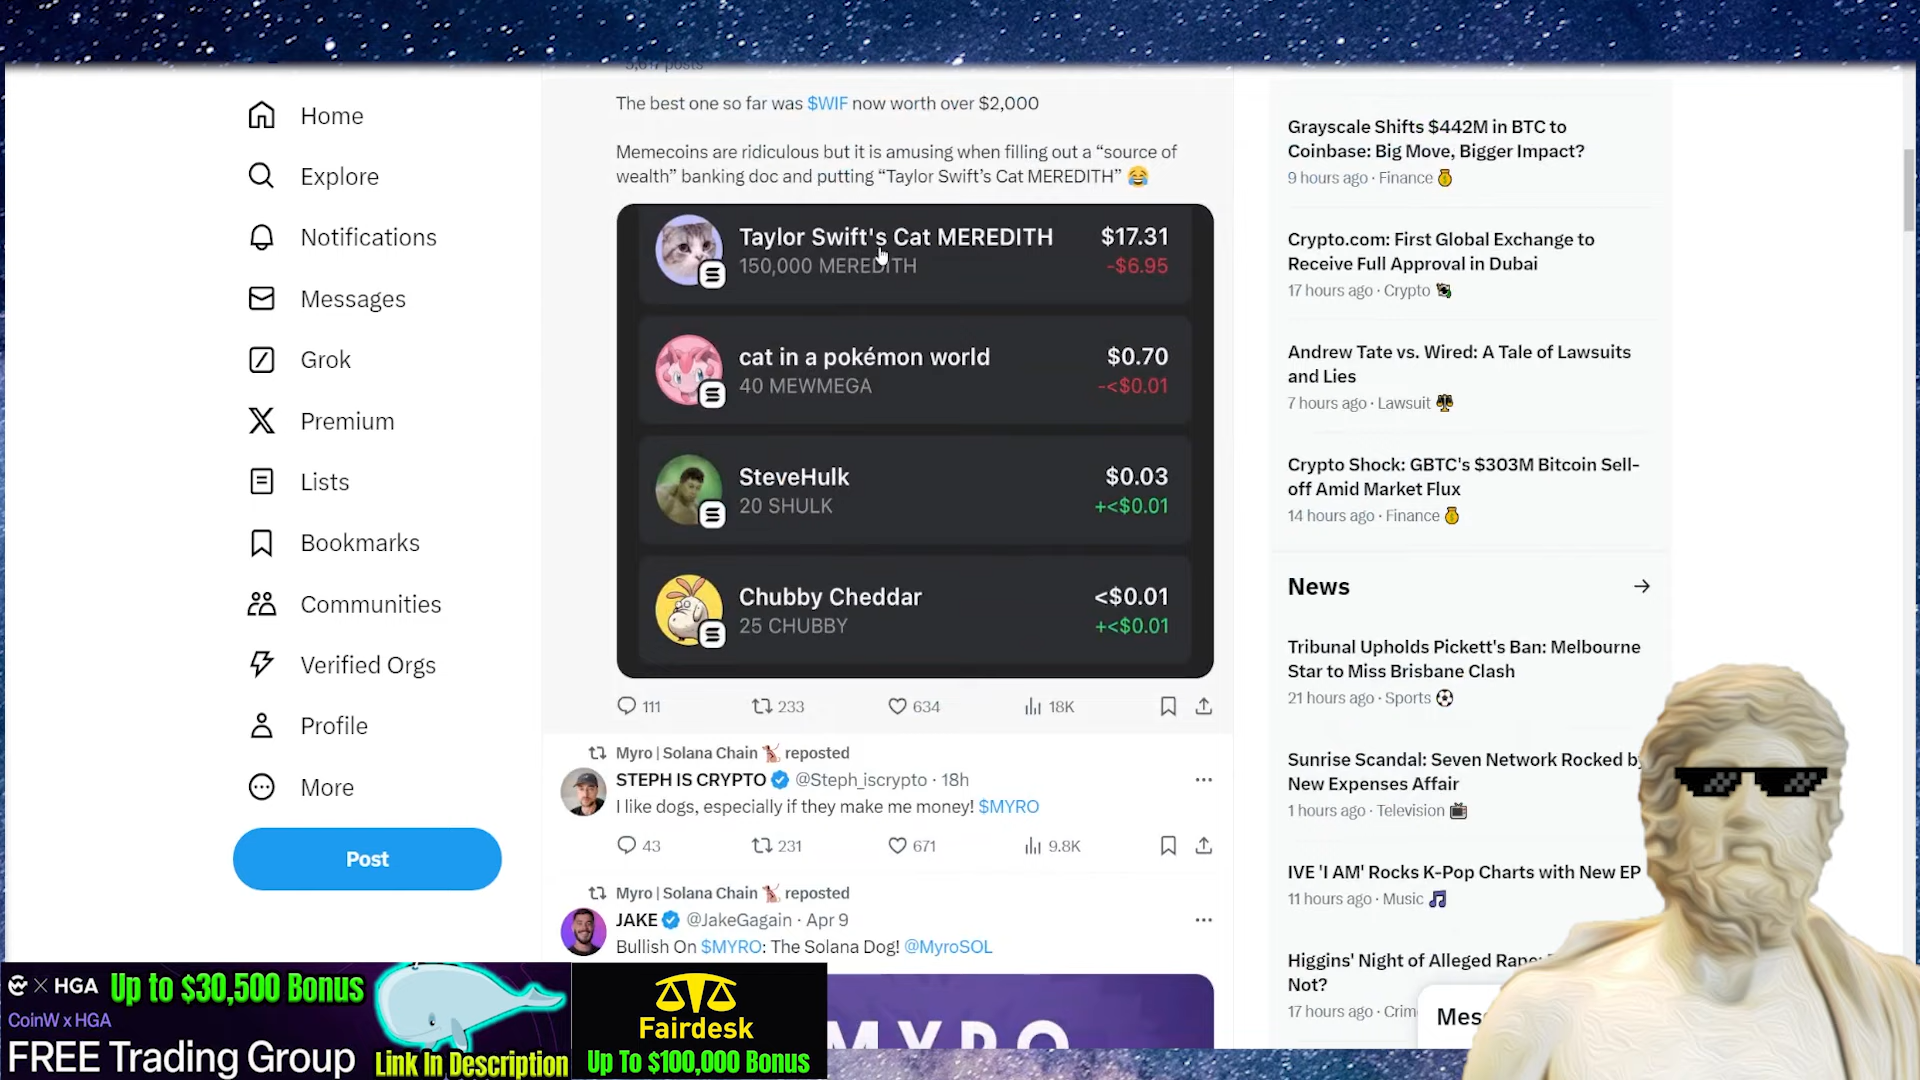 Home
Explore
Notifications
Messages
Grok
Premium
Lists
Bookmarks
Communities
Verified Orgs
Profile
More
Post
5,617 posts
The best one so far was $WIF now worth over $2,000
Memecoins are ridiculous but it is amusing when filling out a “source of
wealth” banking doc and putting “Taylor Swift’s Cat MEREDITH” 😂
Taylor Swift's Cat MEREDITH $17.31
150,000 MEREDITH -$6.95
cat in a pokémon world $0.70
40 MEWMEGA -<$0.01
SteveHulk $0.03
20 SHULK +<$0.01
Chubby Cheddar <$0.01
25 CHUBBY +<$0.01
111 233 634 18K
Myro | Solana Chain reposted
STEPH IS CRYPTO @Steph_iscrypto · 18h
I like dogs, especially if they make me money! $MYRO
43 231 671 9.8K
Myro | Solana Chain reposted
JAKE @JakeGagain · Apr 9
Bullish On $MYRO: The Solana Dog! @MyroSOL
MYRO
Grayscale Shifts $442M in BTC to
Coinbase: Big Move, Bigger Impact?
9 hours ago · Finance
Crypto.com: First Global Exchange to
Receive Full Approval in Dubai
17 hours ago · Crypto
Andrew Tate vs. Wired: A Tale of Lawsuits
and Lies
7 hours ago · Lawsuit
Crypto Shock: GBTC's $303M Bitcoin Sell-
off Amid Market Flux
14 hours ago · Finance
News
Tribunal Upholds Pickett's Ban: Melbourne
Star to Miss Brisbane Clash
21 hours ago · Sports
Sunrise Scandal: Seven Network Rocked by
New Expenses Affair
1 hours ago · Television
IVE 'I AM' Rocks K-Pop Charts with New EP
11 hours ago · Music
Higgins' Night of Alleged Rape:
Not?
17 hours ago · Crim
Mes
X HGA Up to $30,500 Bonus
CoinW x HGA
FREE Trading Group
Link In Description
Fairdesk
Up To $100,000 Bonus